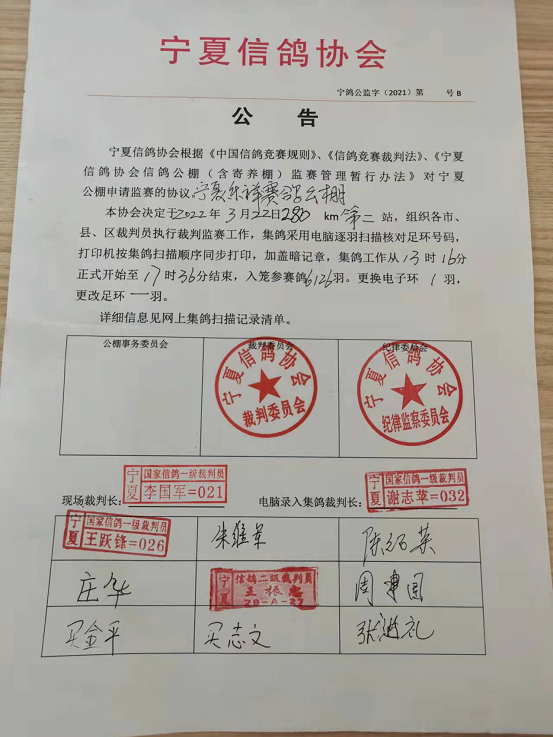 宁夏信鸽协会
宁鸽公监字（2021）第 号 B
公 告
宁夏信鸽协会根据《中国信鸽竞赛规则》、《信鸽竞赛裁判法》、《宁夏
信鸽协会信鸽公棚（含寄养棚）监赛管理暂行办法》对宁夏
公棚申请监赛的协议，宁夏 祥赛鸽公棚
本协会决定于2022年3月22日280 km 第二站，组织各市、
县、区裁判员执行裁判监赛工作，集鸽采用电脑逐羽扫描核对足环号码，
打印机按集鸽扫描顺序同步打印，加盖暗记章，集鸽工作从13时16分
正式开始至17时36分结束，入笼参赛鸽6126羽。更换电子环1羽，
更改足环一羽。
详细信息见网上集鸽扫描记录清单。
公棚事务委员会 裁判委员会 纪律委员会
宁夏信鸽协会 宁夏信鸽协会
裁判委员会 纪律监察委员会
现场裁判长： 宁夏 国家信鸽一级裁判员 李国军=021
电脑录入集鸽裁判长： 宁夏 国家信鸽一级裁判员 谢志苹=032
宁夏 国家信鸽一级裁判员 王跃锋=026
朱维军
陈绍英
庄华
宁夏 信鸽二级裁判员 王振忠
周 国
买金平
买志文
张进礼